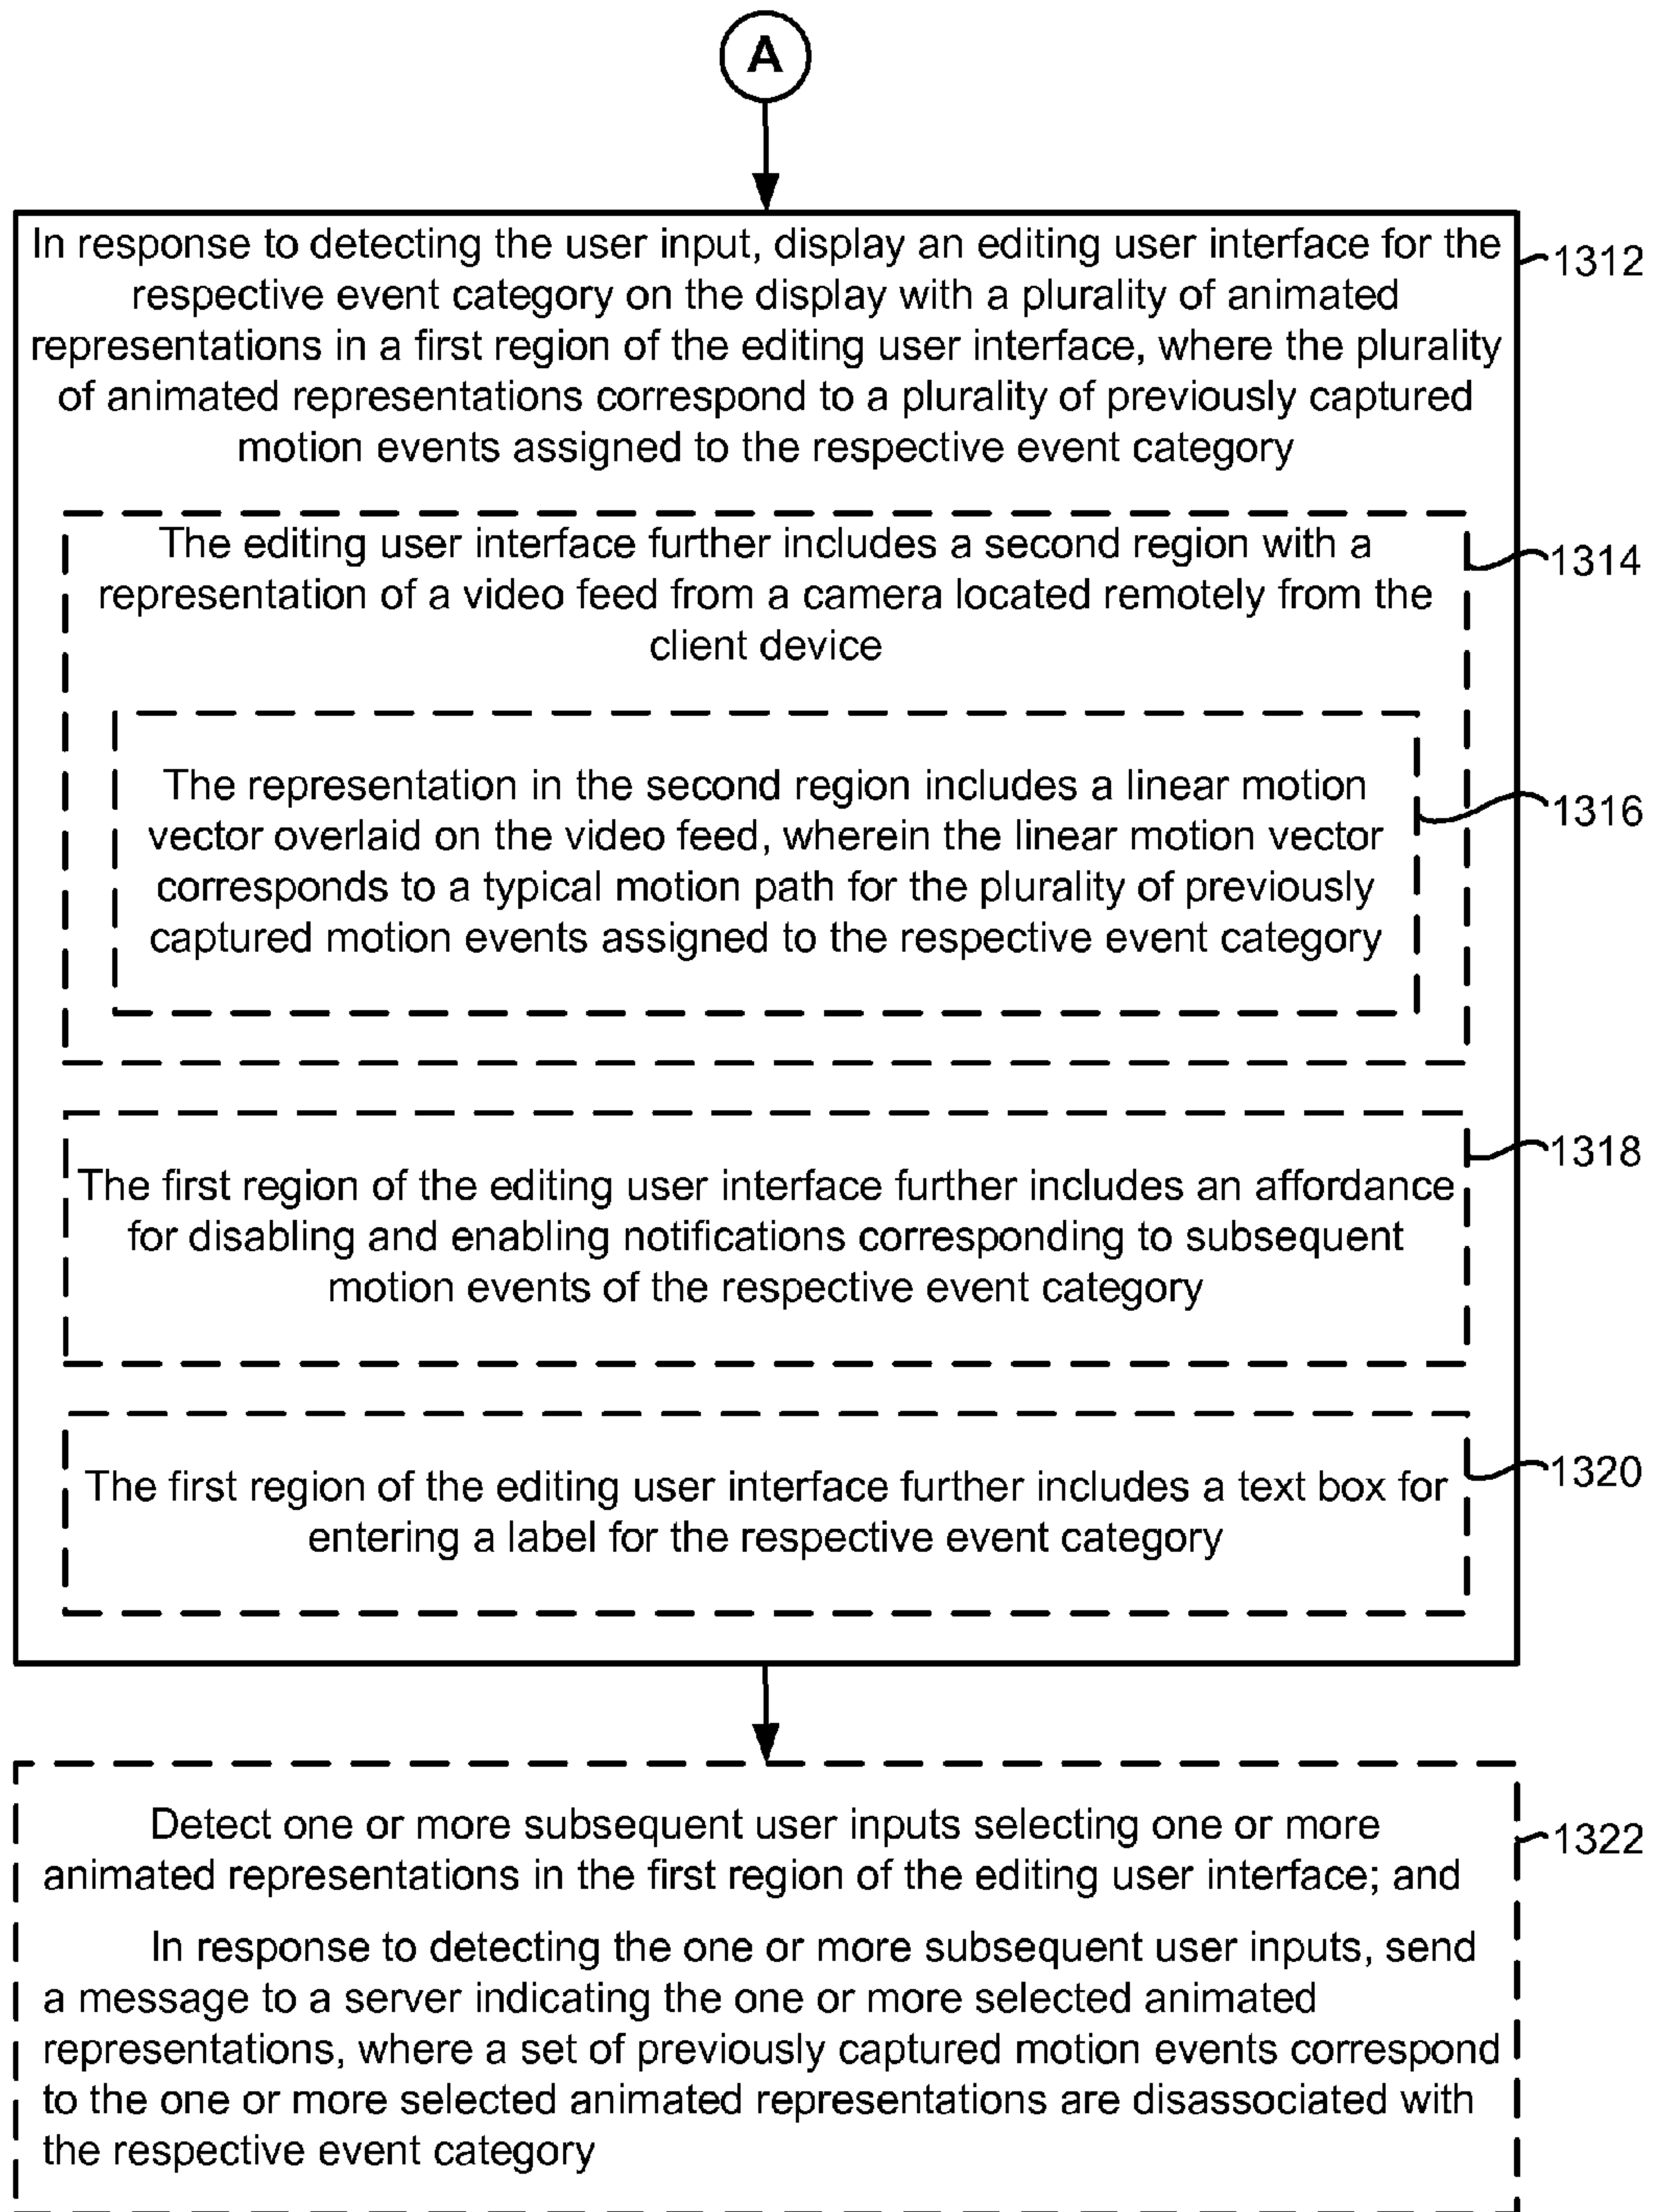 A
In response to detecting the user input, display an editing user interface for the
respective event category on the display with a plurality of animated
representations in a first region of the editing user interface, where the plurality
of animated representations correspond to a plurality of previously captured
motion events assigned to the respective event category
1312
The editing user interface further includes a second region with a
representation of a video feed from a camera located remotely from the
client device
1314
The representation in the second region includes a linear motion
vector overlaid on the video feed, wherein the linear motion vector
corresponds to a typical motion path for the plurality of previously
captured motion events assigned to the respective event category
1316
The first region of the editing user interface further includes an affordance
for disabling and enabling notifications corresponding to subsequent
motion events of the respective event category
1318
The first region of the editing user interface further includes a text box for
entering a label for the respective event category
1320
Detect one or more subsequent user inputs selecting one or more
animated representations in the first region of the editing user interface; and
In response to detecting the one or more subsequent user inputs, send
a message to a server indicating the one or more selected animated
representations, where a set of previously captured motion events correspond
to the one or more selected animated representations are disassociated with
the respective event category
1322